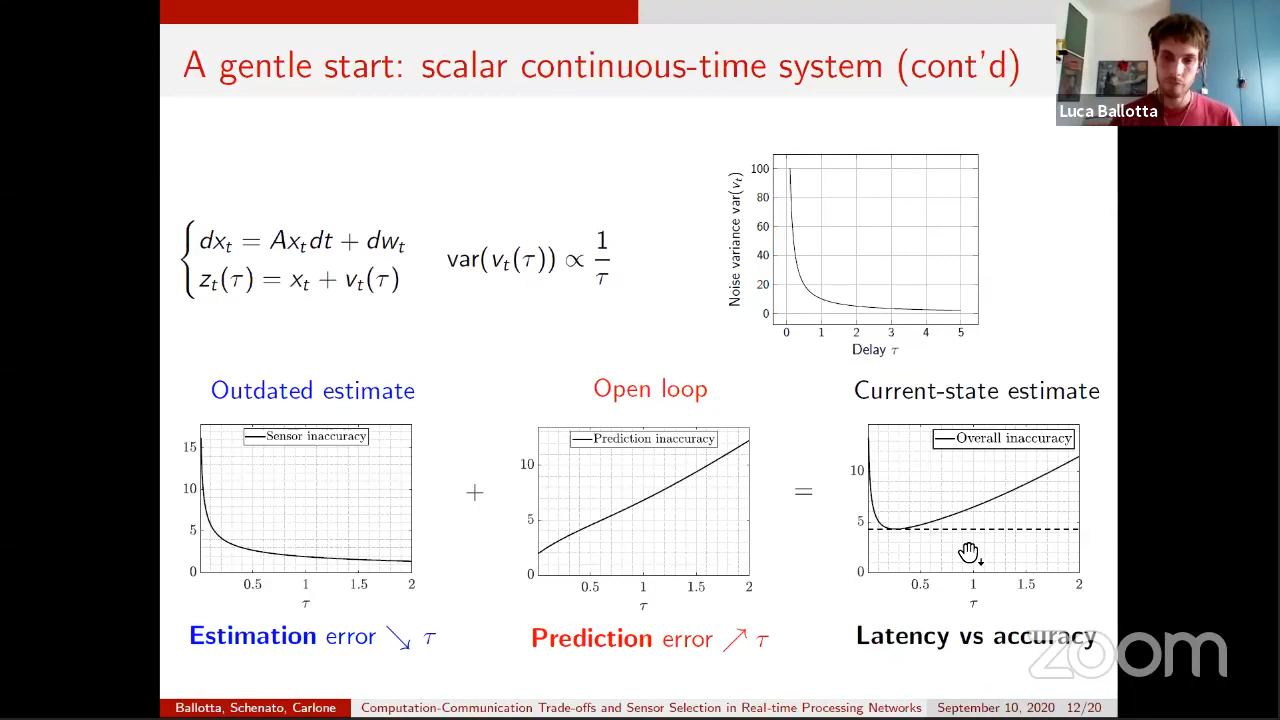 A gentle start: scalar continuous-time system (cont'd)
Luca Ballotta
dx_t = Ax_t dt + dw_t
z_t(τ) = x_t + v_t(τ)
var(v_t(τ)) ∝ 1/τ
Noise variance var(v_t)
100
80
60
40
20
0
0 1 2 3 4 5
Delay τ
Outdated estimate
Sensor inaccuracy
15
10
5
0
0.5 1 1.5 2
τ
Estimation error ↘ τ
+
Open loop
Prediction inaccuracy
10
5
0
0.5 1 1.5 2
τ
Prediction error ↗ τ
=
Current-state estimate
Overall inaccuracy
10
5
0
0.5 1 1.5 2
τ
Latency vs accuracy
zoom
Ballotta, Schenato, Carlone
Computation-Communication Trade-offs and Sensor Selection in Real-time Processing Networks
September 10, 2020 12/20